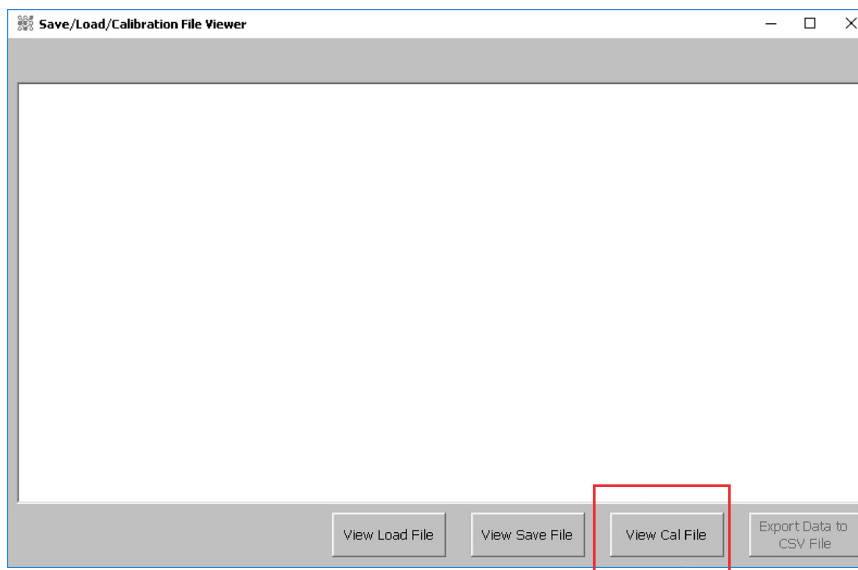 Save/Load/Calibration File Viewer
View Load File
View Save File
View Cal File
Export Data to
CSV File